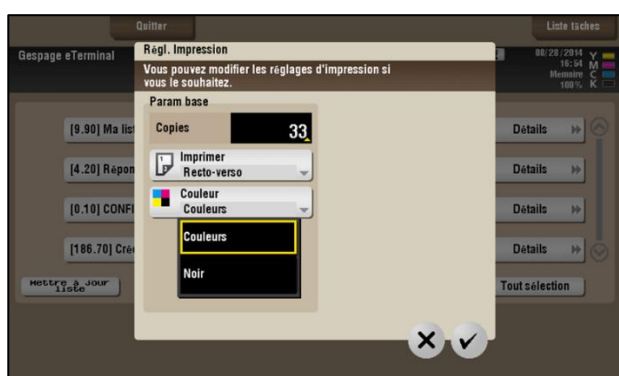 Quitter
Liste tâches
Gespage eTerminal
08/28/2014
16:54
Memoire
100%
Y
M
C
K
Régl. Impression
Vous pouvez modifier les réglages d'impression si
vous le souhaitez.
Param base
Copies
33
Imprimer
Recto-verso
Couleur
Couleurs
Couleurs
Noir
[9.90] Ma lis
Détails
[4.20] Répon
Détails
[0.10] CONFI
Détails
[186.70] Cré
Détails
Mettre à jour
liste
Tout sélection